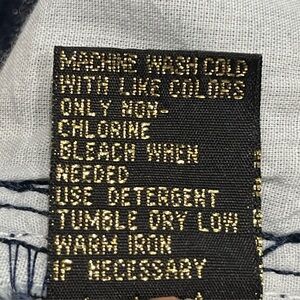 MACHINE WASH COLD
WITH LIKE COLORS
ONLY NON-
CHLORINE
BLEACH WHEN
NEEDED
USE DETERGENT
TUMBLE DRY LOW
WARM IRON
IF NECESSARY